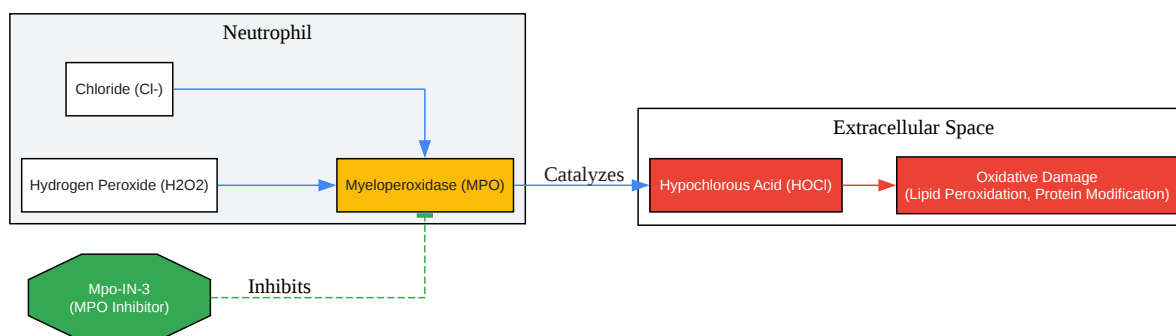 Neutrophil
Chloride (Cl-)
Hydrogen Peroxide (H2O2)
Myeloperoxidase (MPO)
Catalyzes
Extracellular Space
Hypochlorous Acid (HOCl)
Oxidative Damage
(Lipid Peroxidation, Protein Modification)
Mpo-IN-3
(MPO Inhibitor)
Inhibits